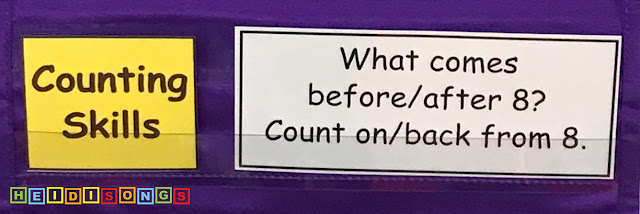 Counting
Skills
What comes
before/after 8?
Count on/back from 8.
HEIDISONGS